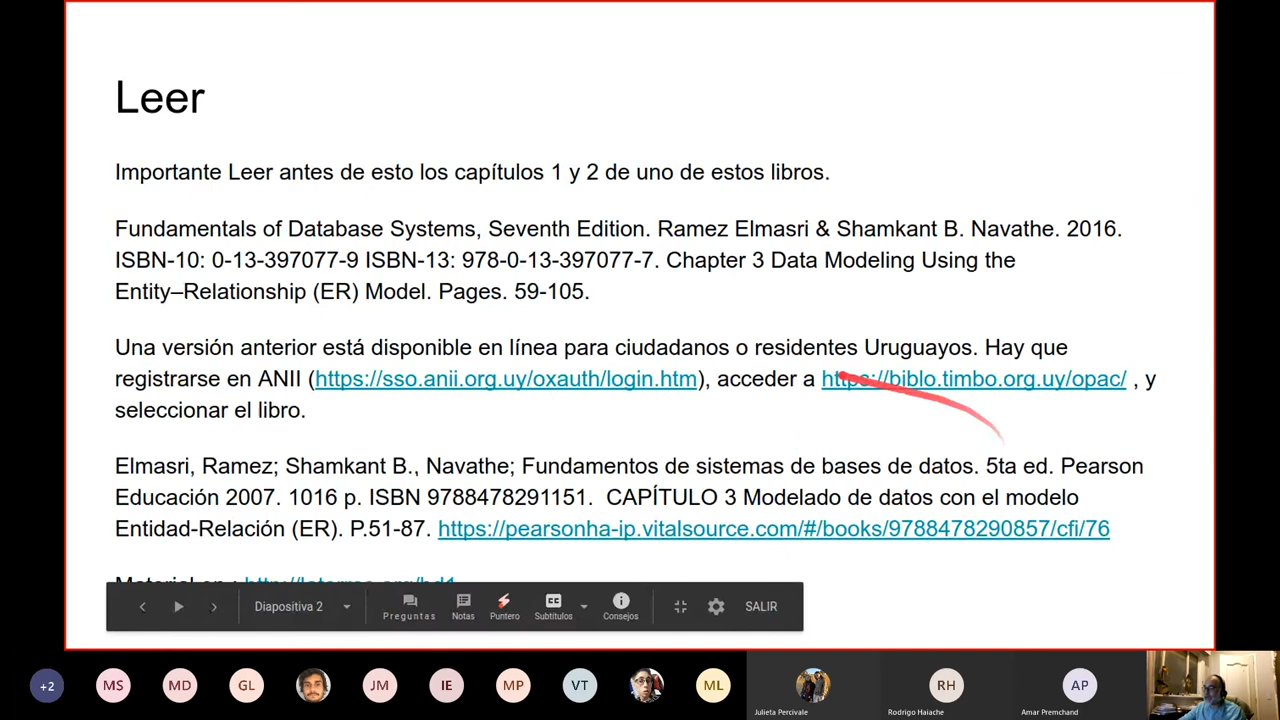 Leer
Importante Leer antes de esto los capítulos 1 y 2 de uno de estos libros.
Fundamentals of Database Systems, Seventh Edition. Ramez Elmasri & Shamkant B. Navathe. 2016.
ISBN-10: 0-13-397077-9 ISBN-13: 978-0-13-397077-7. Chapter 3 Data Modeling Using the
Entity–Relationship (ER) Model. Pages. 59-105.
Una versión anterior está disponible en línea para ciudadanos o residentes Uruguayos. Hay que
registrarse en ANII (https://sso.anii.org.uy/oxauth/login.htm), acceder a https://biblo.timbo.org.uy/opac/ , y
seleccionar el libro.
Elmasri, Ramez; Shamkant B., Navathe; Fundamentos de sistemas de bases de datos. 5ta ed. Pearson
Educación 2007. 1016 p. ISBN 9788478291151. CAPÍTULO 3 Modelado de datos con el modelo
Entidad-Relación (ER). P.51-87. https://pearsonha-ip.vitalsource.com/#/books/9788478290857/cfi/76
Diapositiva 2
Preguntas Notas Puntero Subtítulos Consejos
SALIR
+2 MS MD GL JM IE MP VT ML RH AP
Julieta Percivale Rodrigo Haiache Amar Premchand